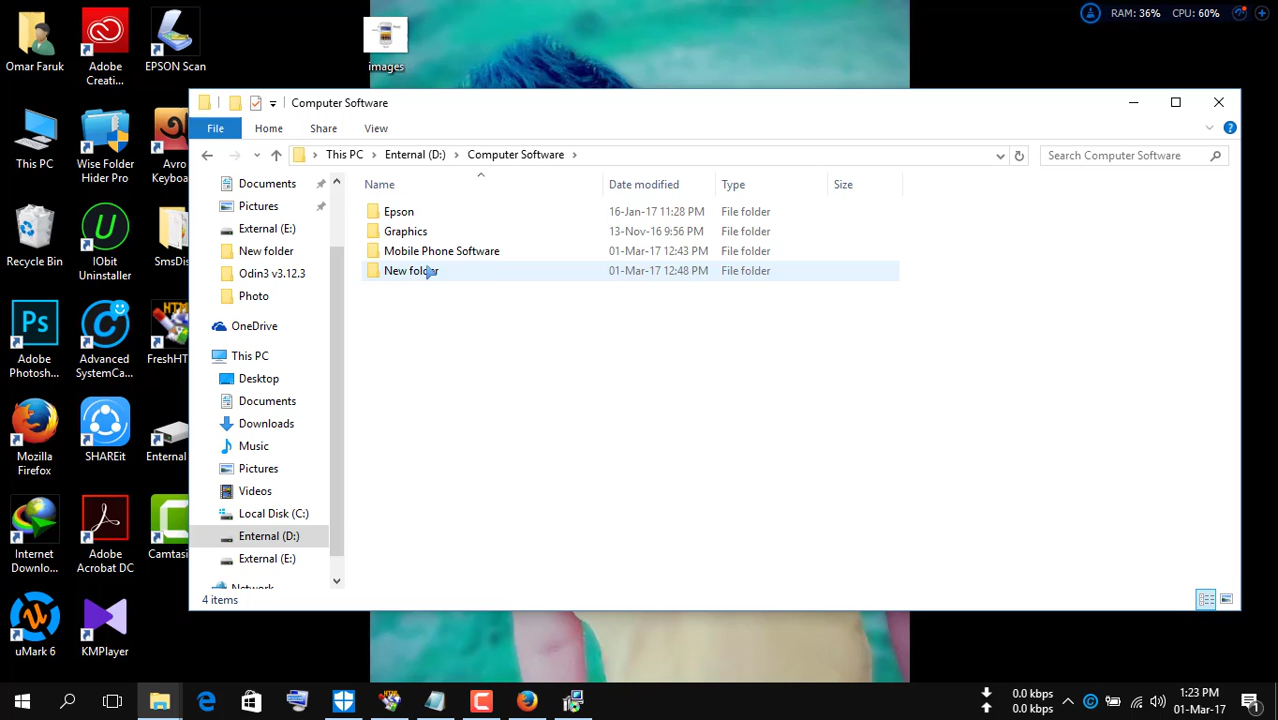 RAM: 36% CPU: 60%
Omar Faruk
Adobe Creati...
EPSON Scan
images
This PC
Wise Folder Hider Pro
Avro Keyboa
Recycle Bin
IObit Uninstaller
SmsDis
Adobe Photosh...
Advanced SystemCa...
FreshHT
Mozilla Firefox
SHAREit
Enternal
Internet Downlo...
Adobe Acrobat DC
Camtasi
uMark 6
KMPlayer
Computer Software
File Home Share View
This PC > Enternal (D:) > Computer Software >
Search Computer Software
Documents
Pictures
External (E:)
New folder
Odin3 v3.12.3
Photo
OneDrive
This PC
Desktop
Documents
Downloads
Music
Pictures
Videos
Local Disk (C:)
Enternal (D:)
External (E:)
Network
Name Date modified Type Size
Epson 16-Jan-17 11:28 PM File folder
Graphics 13-Nov-16 9:56 PM File folder
Mobile Phone Software 01-Mar-17 12:43 PM File folder
New folder 01-Mar-17 12:48 PM File folder
4 items
0.0 kbps
0.0 kbps
1:23 PM
01-Mar-17